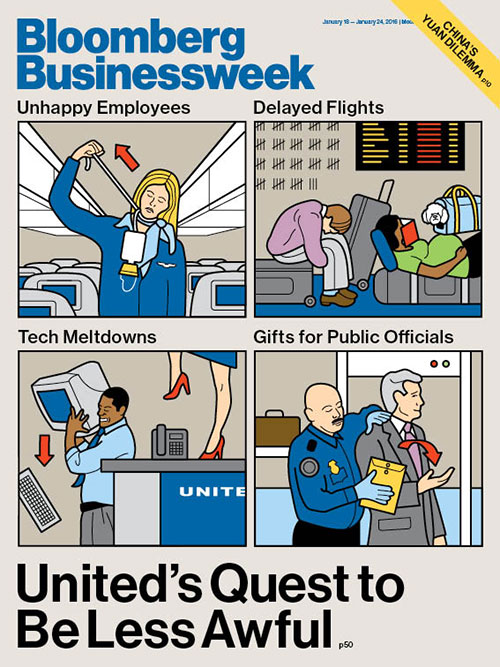 Bloomberg
Businessweek
January 18 — January 24, 2016
CHINA'S
YUAN DILEMMA p10
Unhappy Employees
Delayed Flights
Tech Meltdowns
Gifts for Public Officials
UNITE
United's Quest to
Be Less Awful p50